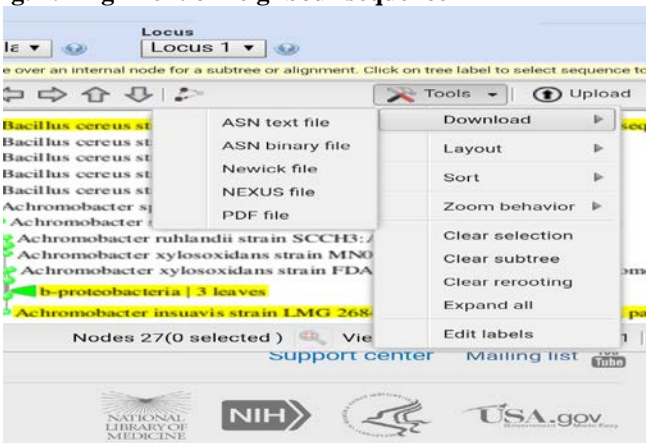 Locus
Locus 1
e over an internal node for a subtree or alignment. Click on tree label to select sequence to
Tools
Upload
Download
Layout
Sort
Zoom behavior
Clear selection
Clear subtree
Clear rerooting
Expand all
Edit labels
ASN text file
ASN binary file
Newick file
NEXUS file
PDF file
Bacillus cereus st
Bacillus cereus st
Bacillus cereus st
Bacillus cereus st
Bacillus cereus st
Achromobacter sp
Achromobacter
Achromobacter ruhlandii strain SCCH3:
Achromobacter xylosoxidans strain MN0
Achromobacter xylosoxidans strain FDA
b-proteobacteria | 3 leaves
Achromobacter insuavis strain LMG 268
Nodes 27(0 selected )
Vie
Support center
Mailing list
You
Tube
NATIONAL
LIBRARY OF
MEDICINE
NIH
USA.gov